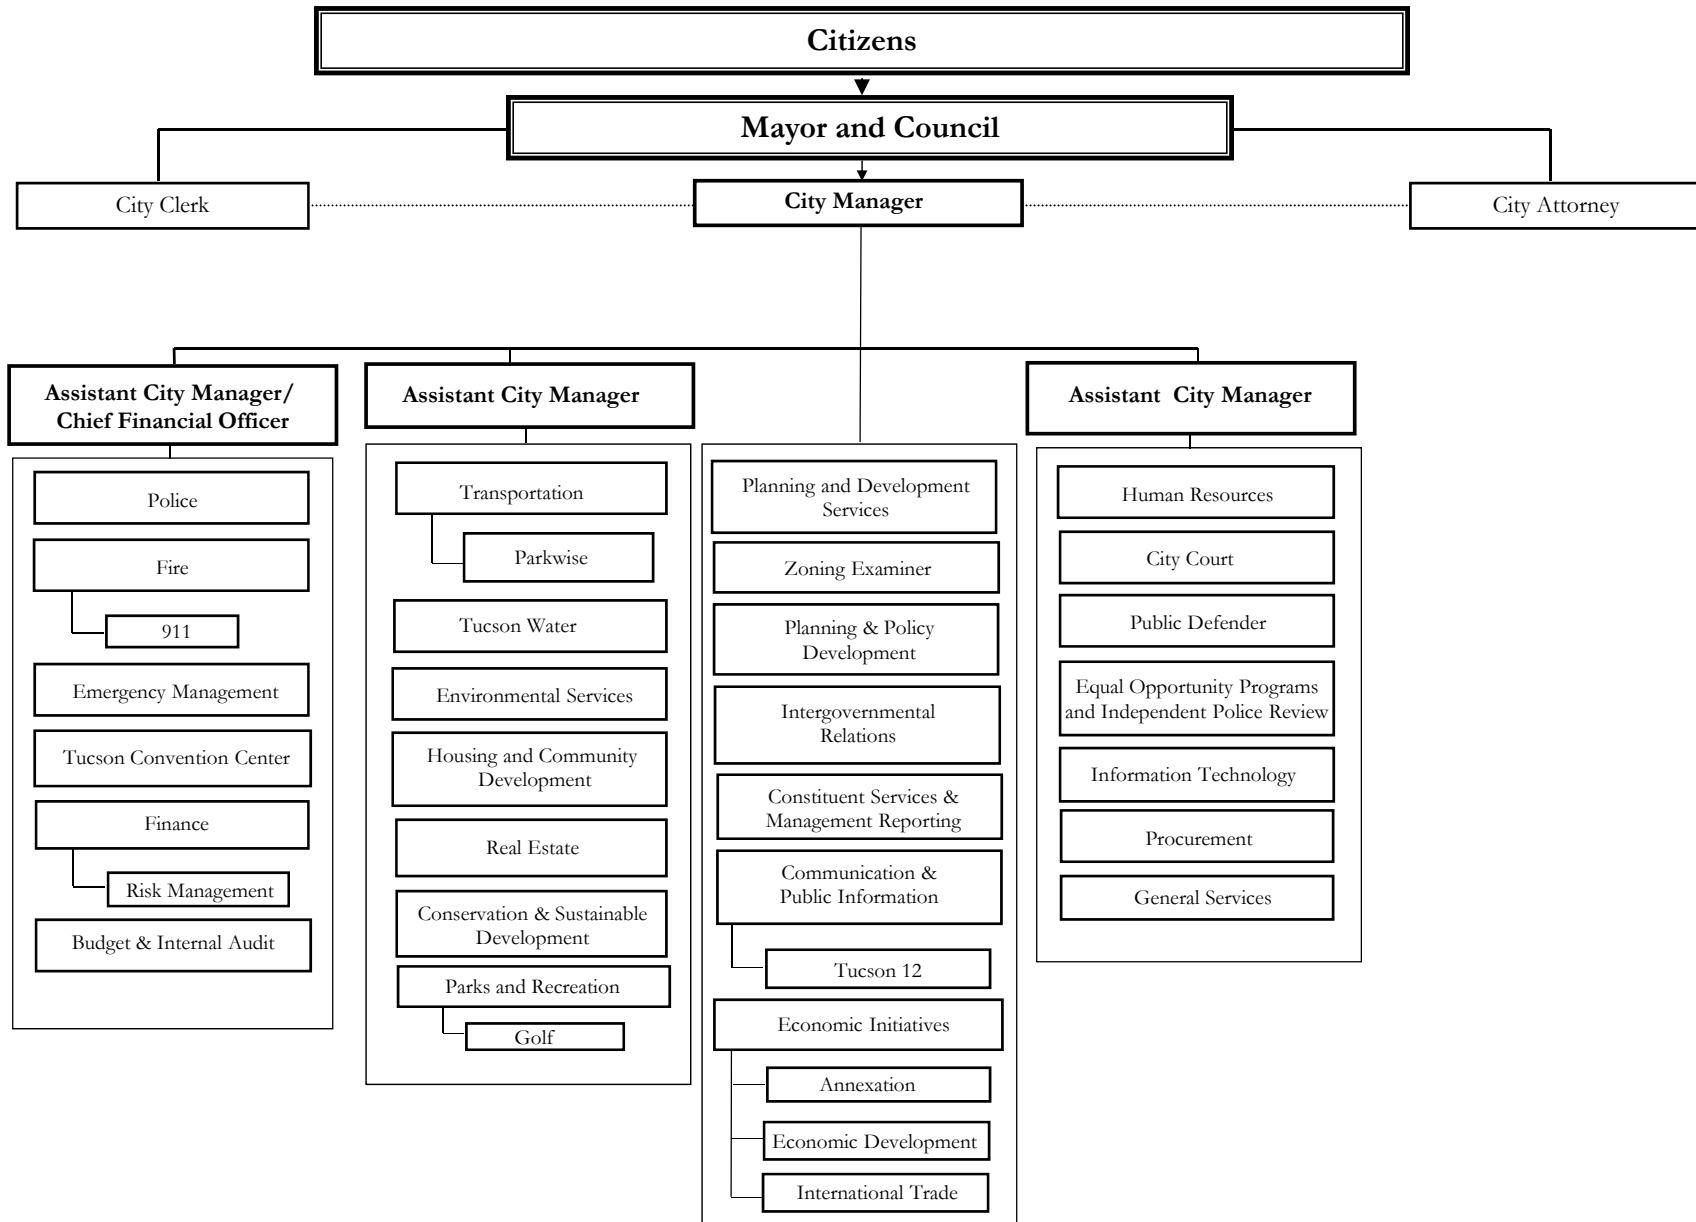 Citizens
Mayor and Council
City Clerk
City Manager
City Attorney
Assistant City Manager/
Chief Financial Officer
Police
Fire
911
Emergency Management
Tucson Convention Center
Finance
Risk Management
Budget & Internal Audit
Assistant City Manager
Transportation
Parkwise
Tucson Water
Environmental Services
Housing and Community
Development
Real Estate
Conservation & Sustainable
Development
Parks and Recreation
Golf
Planning and Development
Services
Zoning Examiner
Planning & Policy
Development
Intergovernmental
Relations
Constituent Services &
Management Reporting
Communication &
Public Information
Tucson 12
Economic Initiatives
Annexation
Economic Development
International Trade
Assistant City Manager
Human Resources
City Court
Public Defender
Equal Opportunity Programs
and Independent Police Review
Information Technology
Procurement
General Services